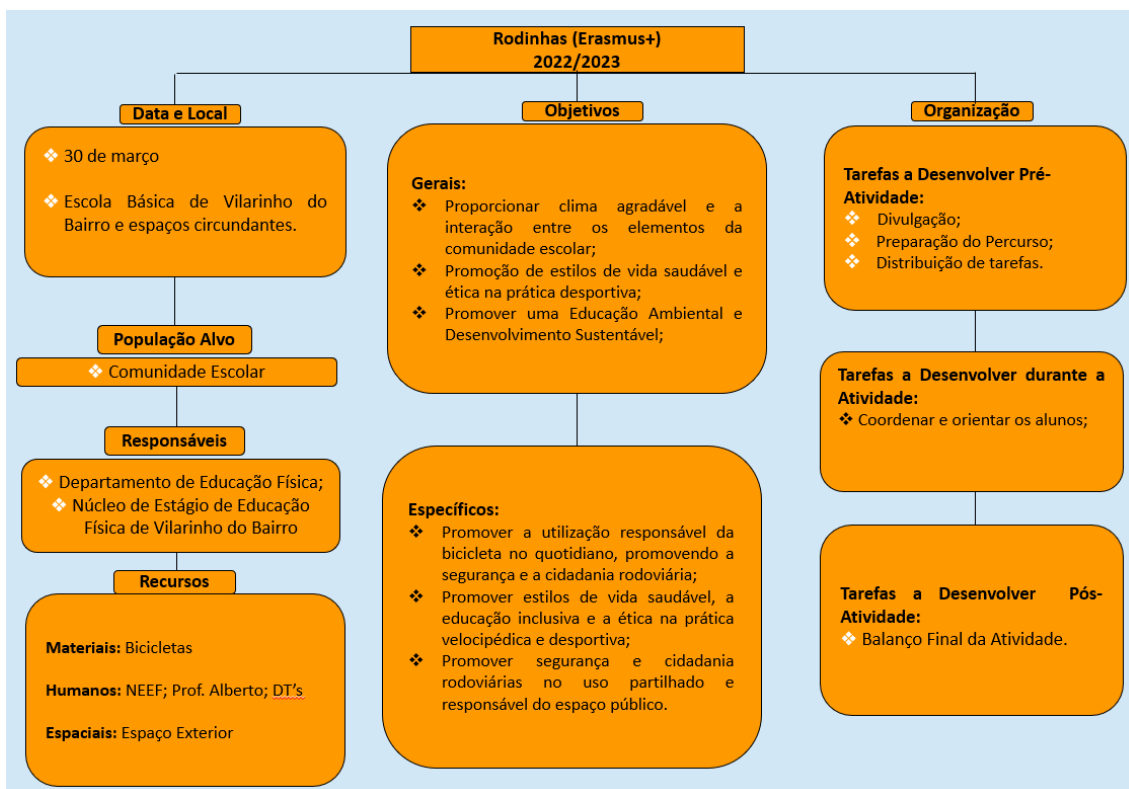 Rodinhas (Erasmus+)
2022/2023
Data e Local
❖ 30 de março
❖ Escola Básica de Vilarinho do
Bairro e espaços circundantes.
População Alvo
❖ Comunidade Escolar
Responsáveis
❖ Departamento de Educação Física;
❖ Núcleo de Estágio de Educação
Física de Vilarinho do Bairro
Recursos
Materiais: Bicicletas
Humanos: NEEF; Prof. Alberto; DT's
Espaciais: Espaço Exterior
Objetivos
Gerais:
❖ Proporcionar clima agradável e a
interação entre os elementos da
comunidade escolar;
❖ Promoção de estilos de vida saudável e
ética na prática desportiva;
❖ Promover uma Educação Ambiental e
Desenvolvimento Sustentável;
Específicos:
❖ Promover a utilização responsável da
bicicleta no quotidiano, promovendo a
segurança e a cidadania rodoviária;
❖ Promover estilos de vida saudável, a
educação inclusiva e a ética na prática
velocipédica e desportiva;
❖ Promover segurança e cidadania
rodoviárias no uso partilhado e
responsável do espaço público.
Organização
Tarefas a Desenvolver Pré-
Atividade:
❖ Divulgação;
❖ Preparação do Percurso;
❖ Distribuição de tarefas.
Tarefas a Desenvolver durante a
Atividade:
❖ Coordenar e orientar os alunos;
Tarefas a Desenvolver Pós-
Atividade:
❖ Balanço Final da Atividade.